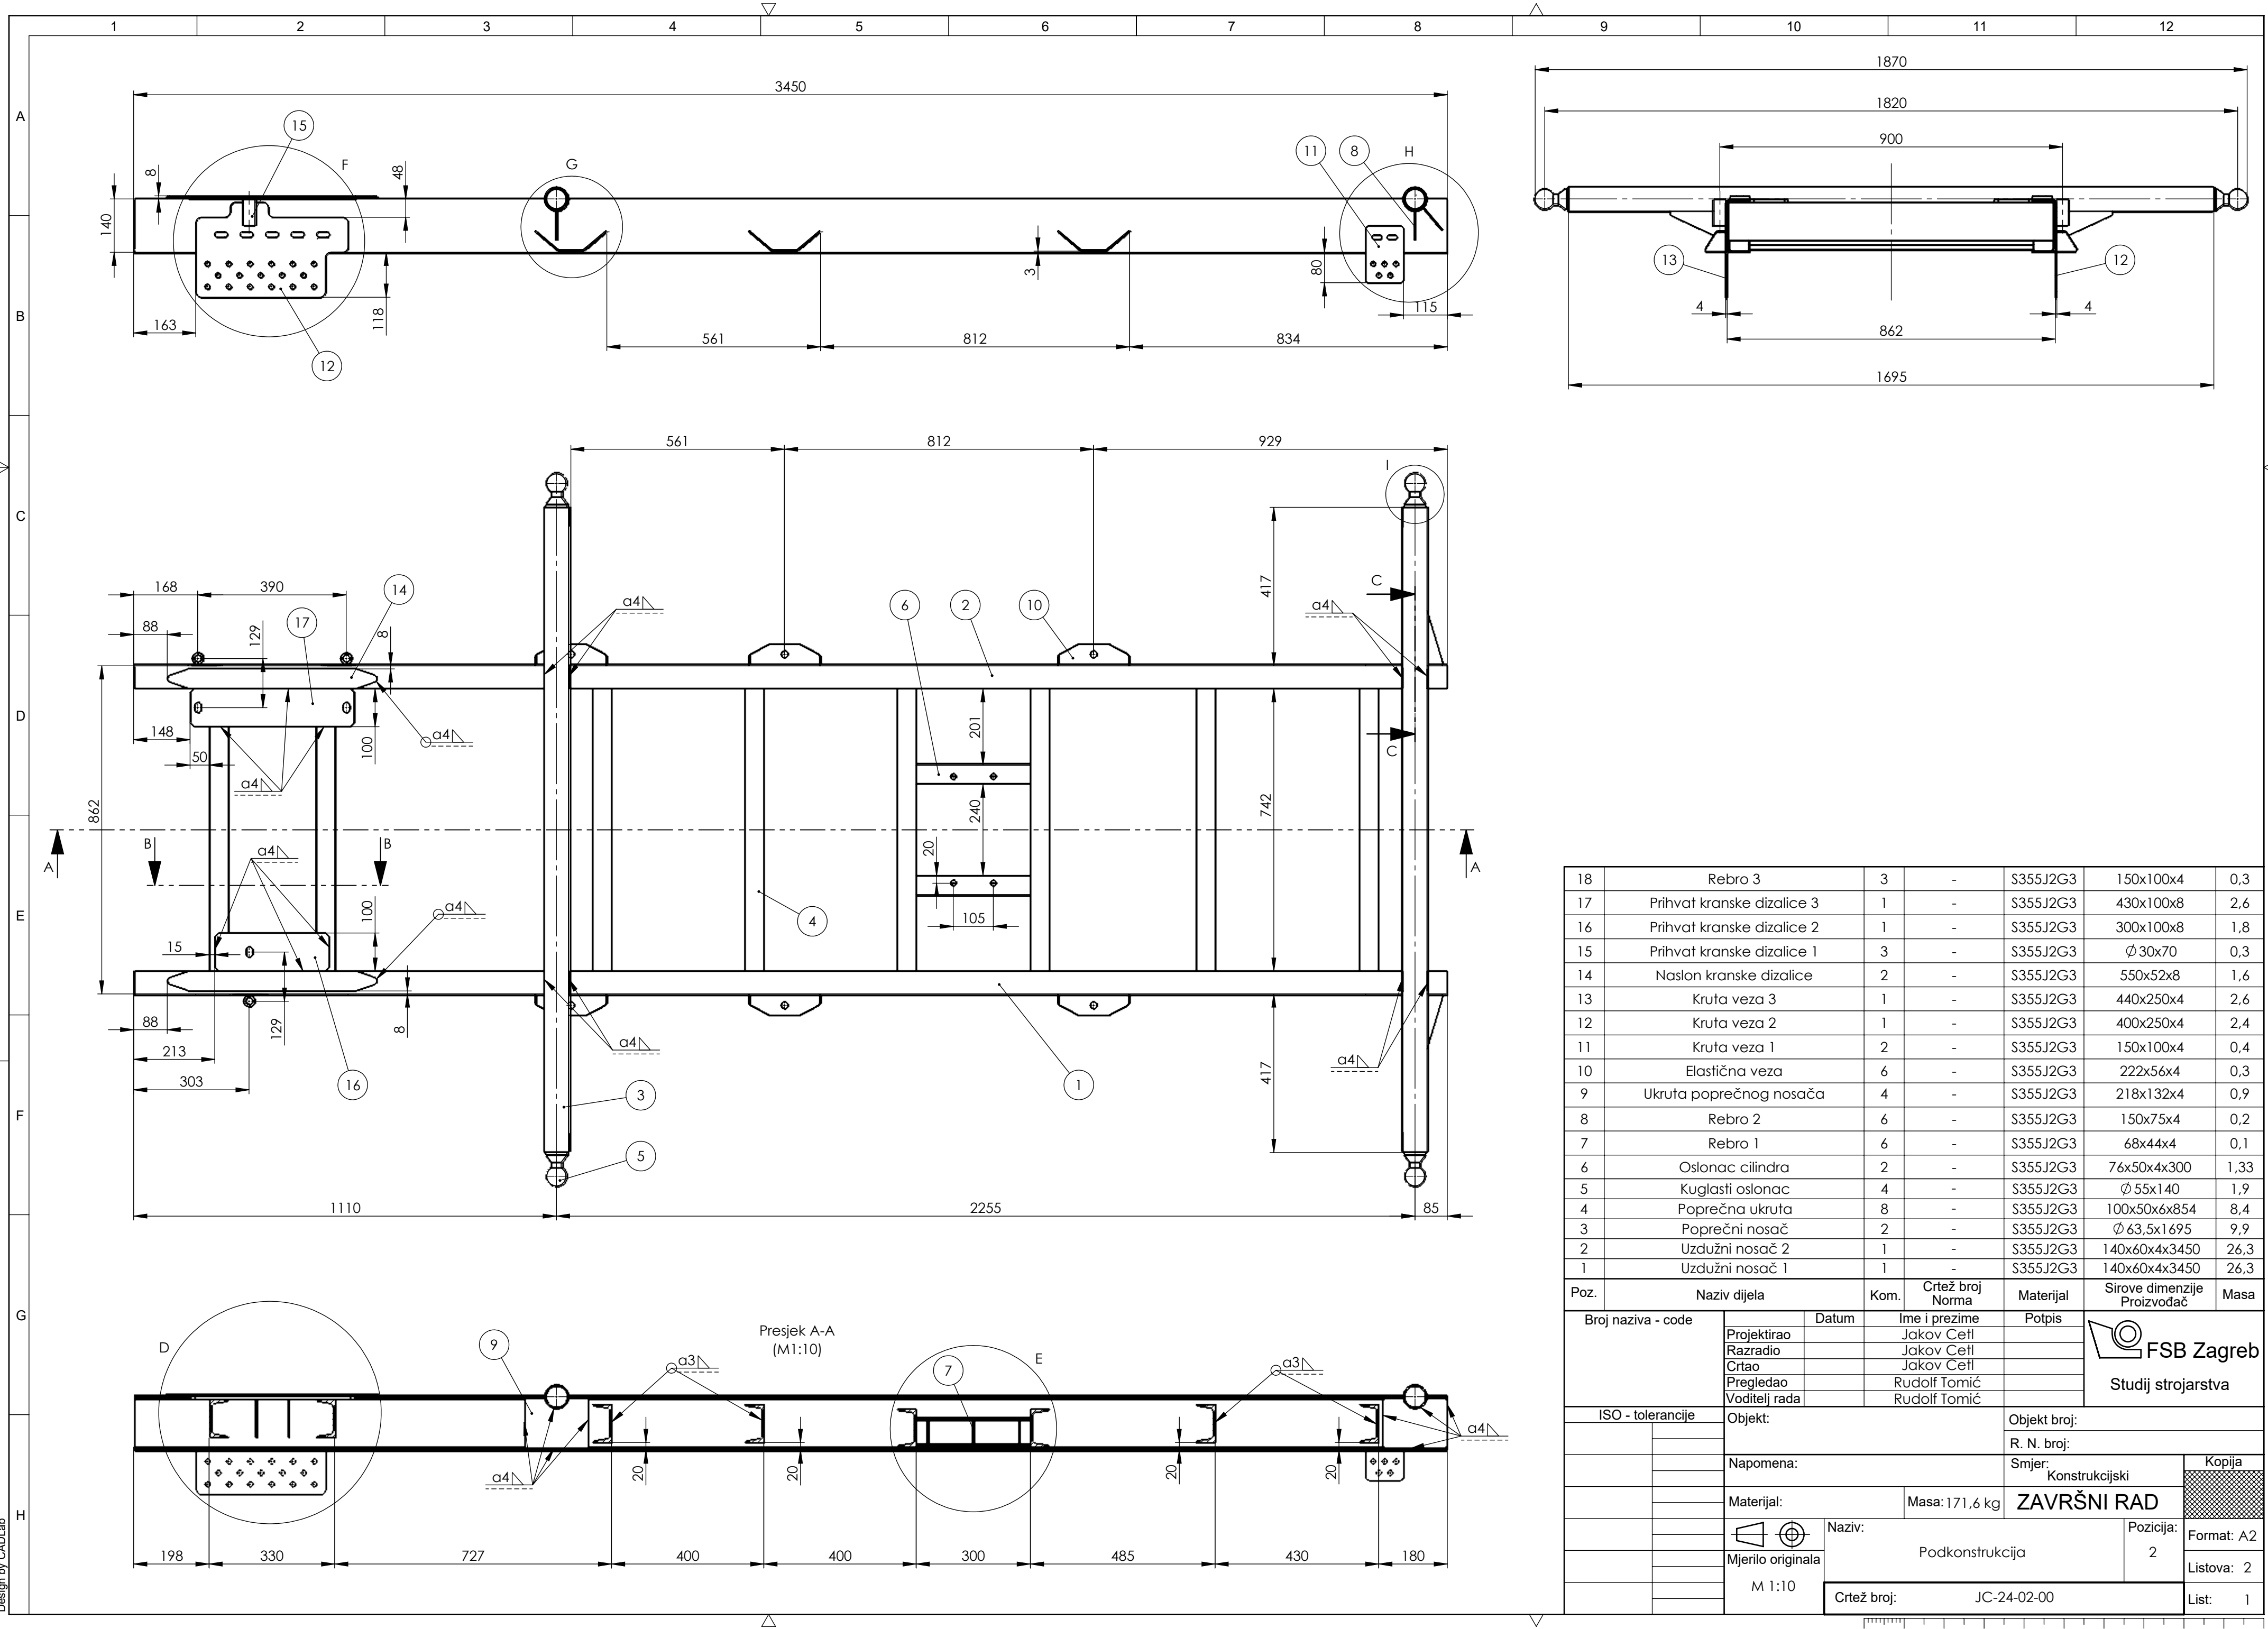 1 2 3 4 5 6 7 8 9 10 11 12
A
B
C
D
E
F
G
H
3450
15
F
G
11
8
H
8
48
140
163
118
12
561
812
834
3
80
115
1870
1820
900
13
12
4
4
862
1695
561
812
929
I
168
390
14
88
17
129
8
a4
6
2
10
a4
417
C
C
148
50
100
a4
a4
201
240
742
862
A
A
B
B
a4
20
105
4
15
100
a4
88
129
8
213
303
16
a4
3
5
1
a4
417
1110
2255
85
Presjek A-A
(M1:10)
D
9
a3
7
E
a3
a4
a4
20
20
20
20
198
330
727
400
400
300
485
430
180
18 Rebro 3 3 - S355J2G3 150x100x4 0,3
17 Prihvat kranske dizalice 3 1 - S355J2G3 430x100x8 2,6
16 Prihvat kranske dizalice 2 1 - S355J2G3 300x100x8 1,8
15 Prihvat kranske dizalice 1 3 - S355J2G3 ∅30x70 0,3
14 Naslon kranske dizalice 2 - S355J2G3 550x52x8 1,6
13 Kruta veza 3 1 - S355J2G3 440x250x4 2,6
12 Kruta veza 2 1 - S355J2G3 400x250x4 2,4
11 Kruta veza 1 2 - S355J2G3 150x100x4 0,4
10 Elastična veza 6 - S355J2G3 222x56x4 0,3
9 Ukruta poprečnog nosača 4 - S355J2G3 218x132x4 0,9
8 Rebro 2 6 - S355J2G3 150x75x4 0,2
7 Rebro 1 6 - S355J2G3 68x44x4 0,1
6 Oslonac cilindra 2 - S355J2G3 76x50x4x300 1,33
5 Kuglasti oslonac 4 - S355J2G3 ∅55x140 1,9
4 Poprečna ukruta 8 - S355J2G3 100x50x6x854 8,4
3 Poprečni nosač 2 - S355J2G3 ∅63,5x1695 9,9
2 Uzdužni nosač 2 1 - S355J2G3 140x60x4x3450 26,3
1 Uzdužni nosač 1 1 - S355J2G3 140x60x4x3450 26,3
Poz. Naziv dijela Kom. Crtež broj Norma Materijal Sirove dimenzije Proizvođač Masa
Broj naziva - code Datum Ime i prezime Potpis
Projektirao Jakov Cetl
Razradio Jakov Cetl
Crtao Jakov Cetl
Pregledao Rudolf Tomić
Voditelj rada Rudolf Tomić
FSB Zagreb
Studij strojarstva
ISO - tolerancije
Objekt:
Objekt broj:
R. N. broj:
Napomena:
Smjer:
Konstrukcijski
Kopija
Materijal:
Masa: 171,6 kg
ZAVRŠNI RAD
Naziv:
Podkonstrukcija
Pozicija:
2
Format: A2
Mjerilo originala
M 1:10
Listova: 2
Crtež broj: JC-24-02-00
List: 1
Design by CADLab